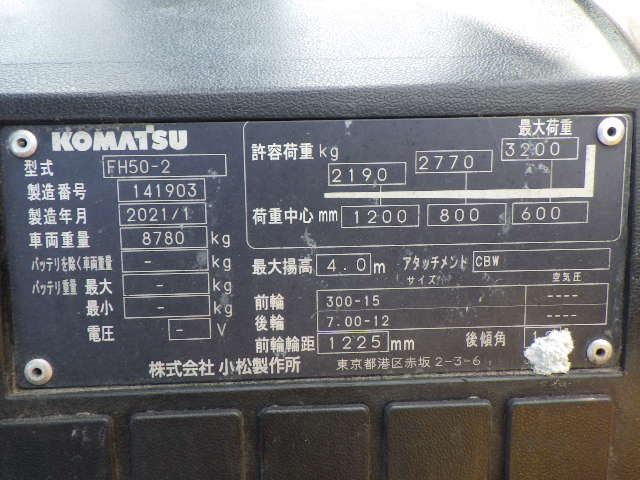 KOMATSU
型式 FH50-2
製造番号 141903
製造年月 2021/1
車両重量 8780 kg
バッテリを除く車両重量 - kg
バッテリ重量 最大 - kg
最小 - kg
電圧 - V
最大荷重
許容荷重 kg 2190 2770 3200
荷重中心 mm 1200 800 600
最大揚高 4.0 m アタッチメント CBW
サイズ 空気圧
前輪 300-15 ----
後輪 7.00-12 ----
前輪輪距 1225 mm 後傾角
株式会社 小松製作所 東京都港区赤坂 2-3-6